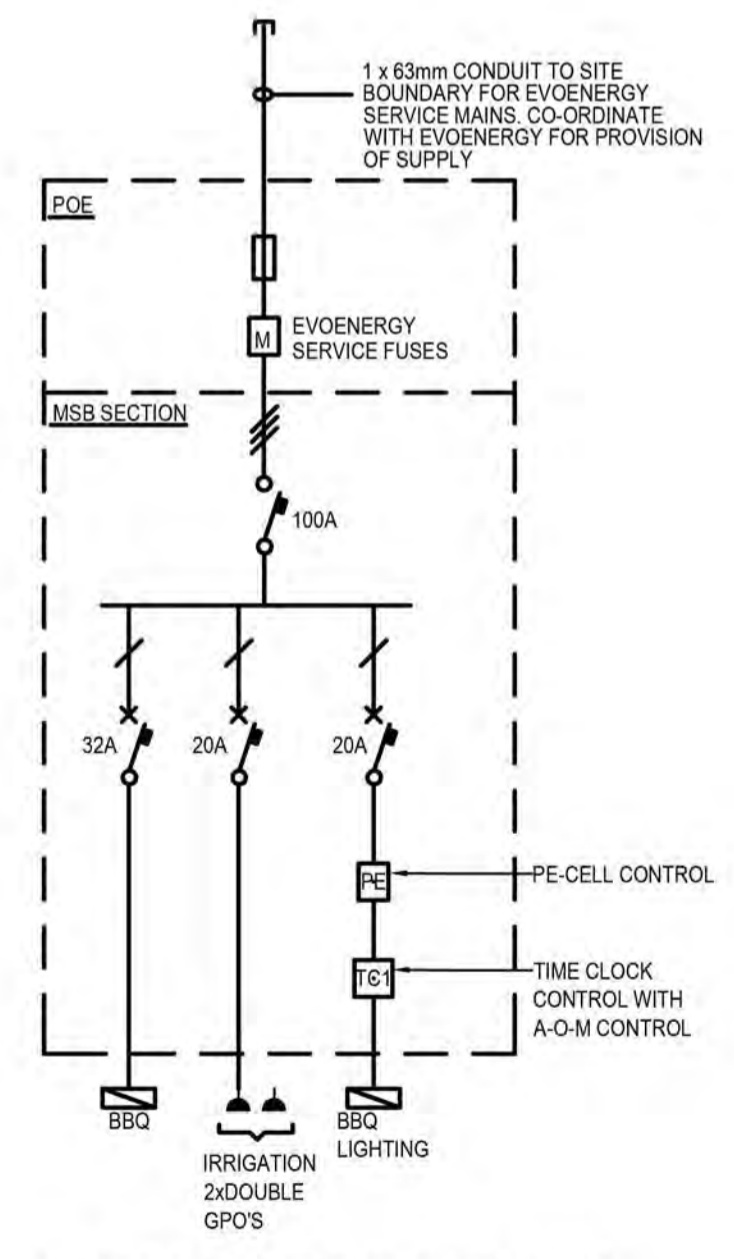 1 x 63mm CONDUIT TO SITE
BOUNDARY FOR EVOENERGY
SERVICE MAINS. CO-ORDINATE
WITH EVOENERGY FOR PROVISION
OF SUPPLY
POE
M
EVOENERGY
SERVICE FUSES
MSB SECTION
100A
32A
20A
20A
PE
PE-CELL CONTROL
TC1
TIME CLOCK
CONTROL WITH
A-O-M CONTROL
BBQ
IRRIGATION
2xDOUBLE
GPO'S
BBQ
LIGHTING